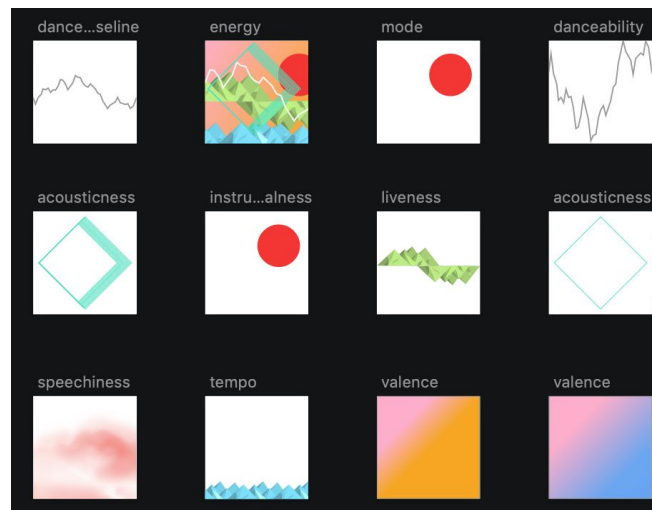 dance...seline
energy
mode
danceability
acousticness
instru...alness
liveness
acousticness
speechiness
tempo
valence
valence